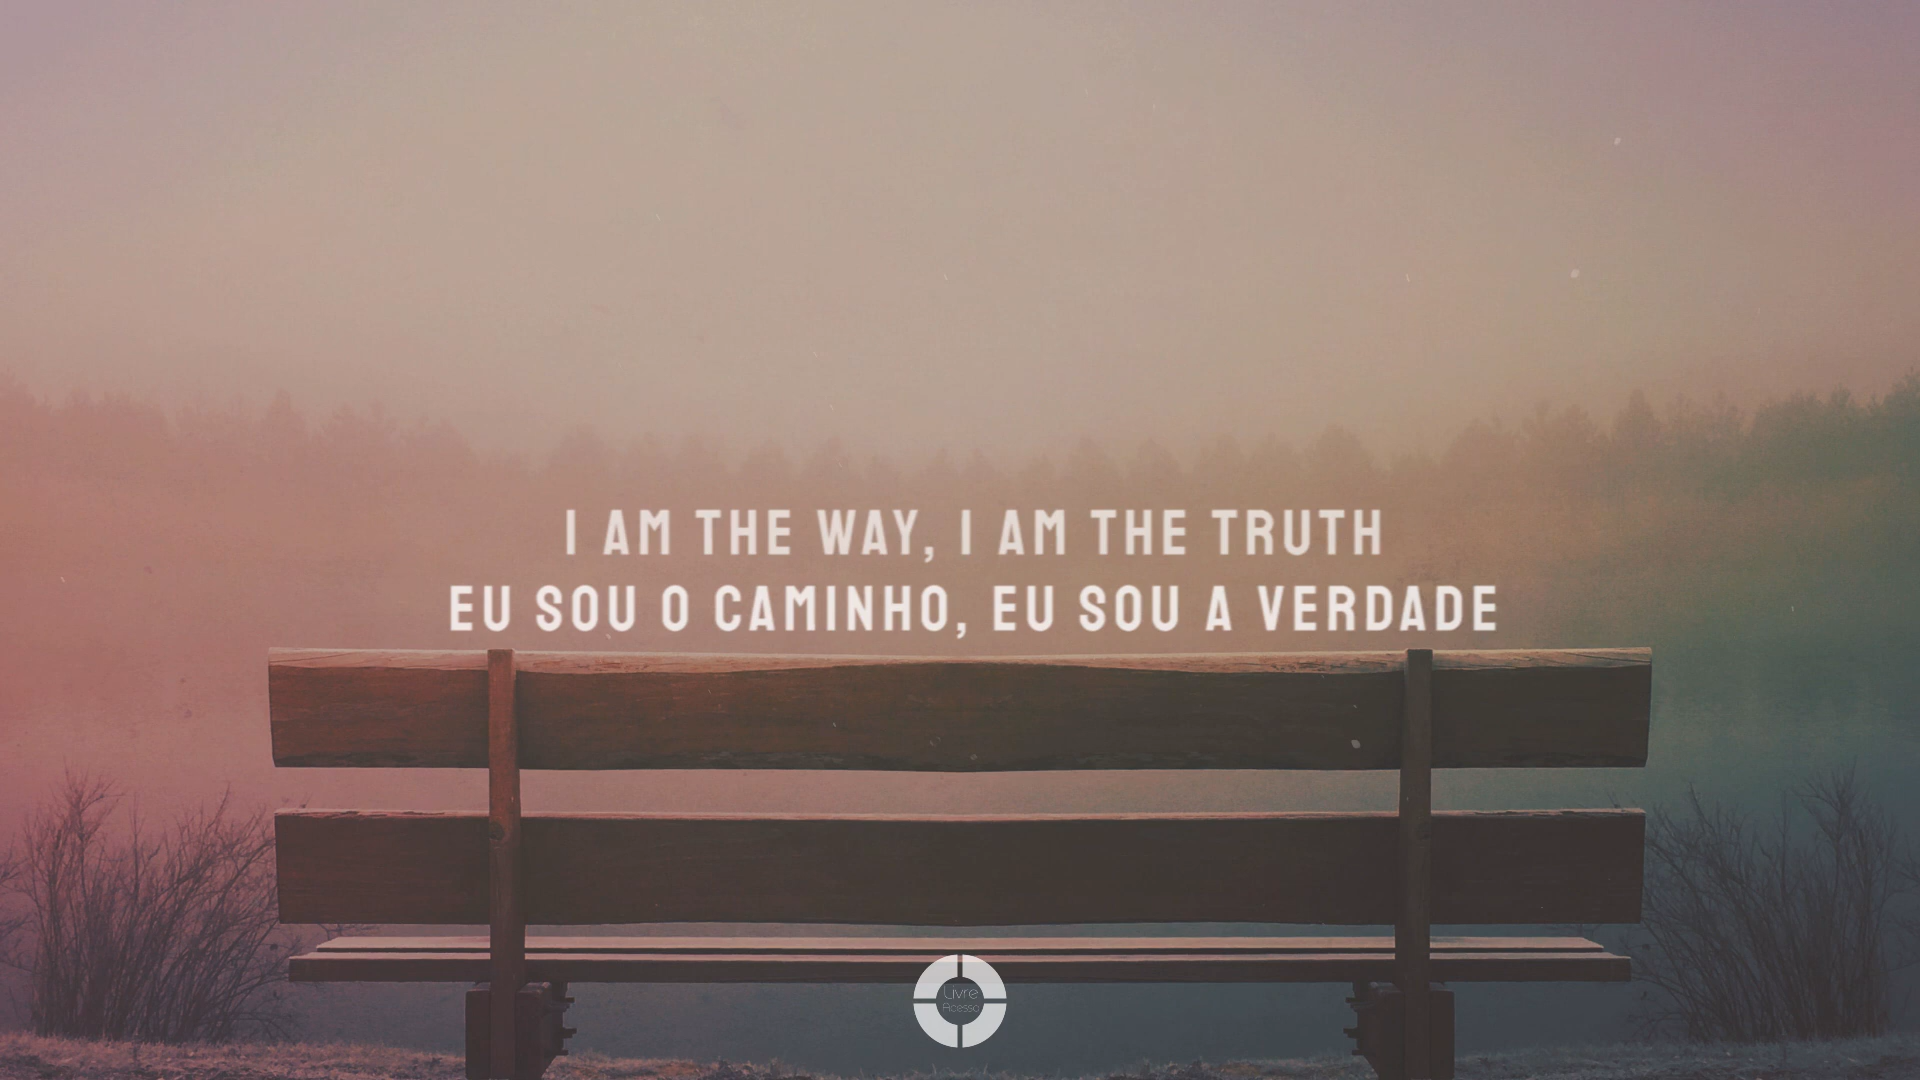 I AM THE WAY, I AM THE TRUTH
EU SOU O CAMINHO, EU SOU A VERDADE
Livre
Acesso